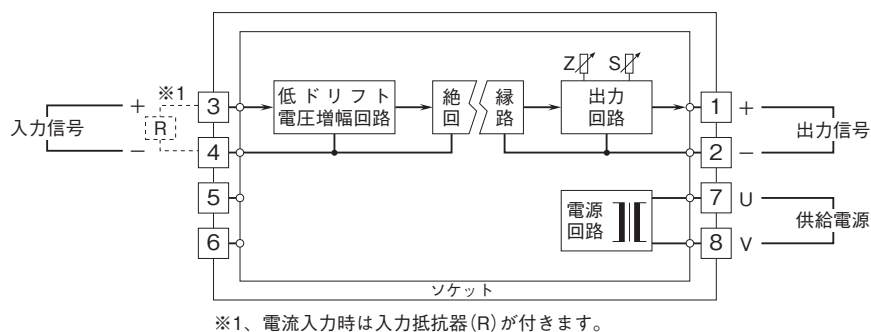 ※1
入力信号
+
R
−
3
4
5
6
低ドリフト
電圧増幅回路
絶縁
回路
Z
S
出力
回路
電源
回路
1
2
7
8
+
−
出力信号
U
V
供給電源
ソケット
※1、電流入力時は入力抵抗器(R)が付きます。